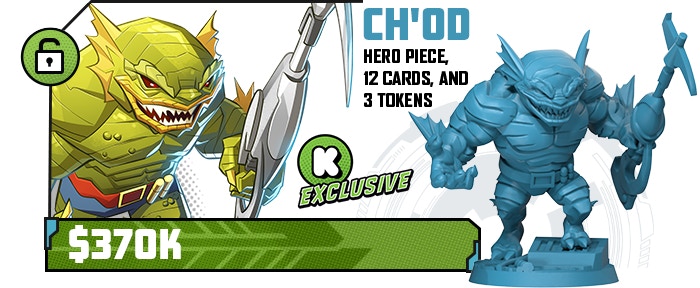 CH'OD
HERO PIECE,
12 CARDS, AND
3 TOKENS
K
EXCLUSIVE
$370K